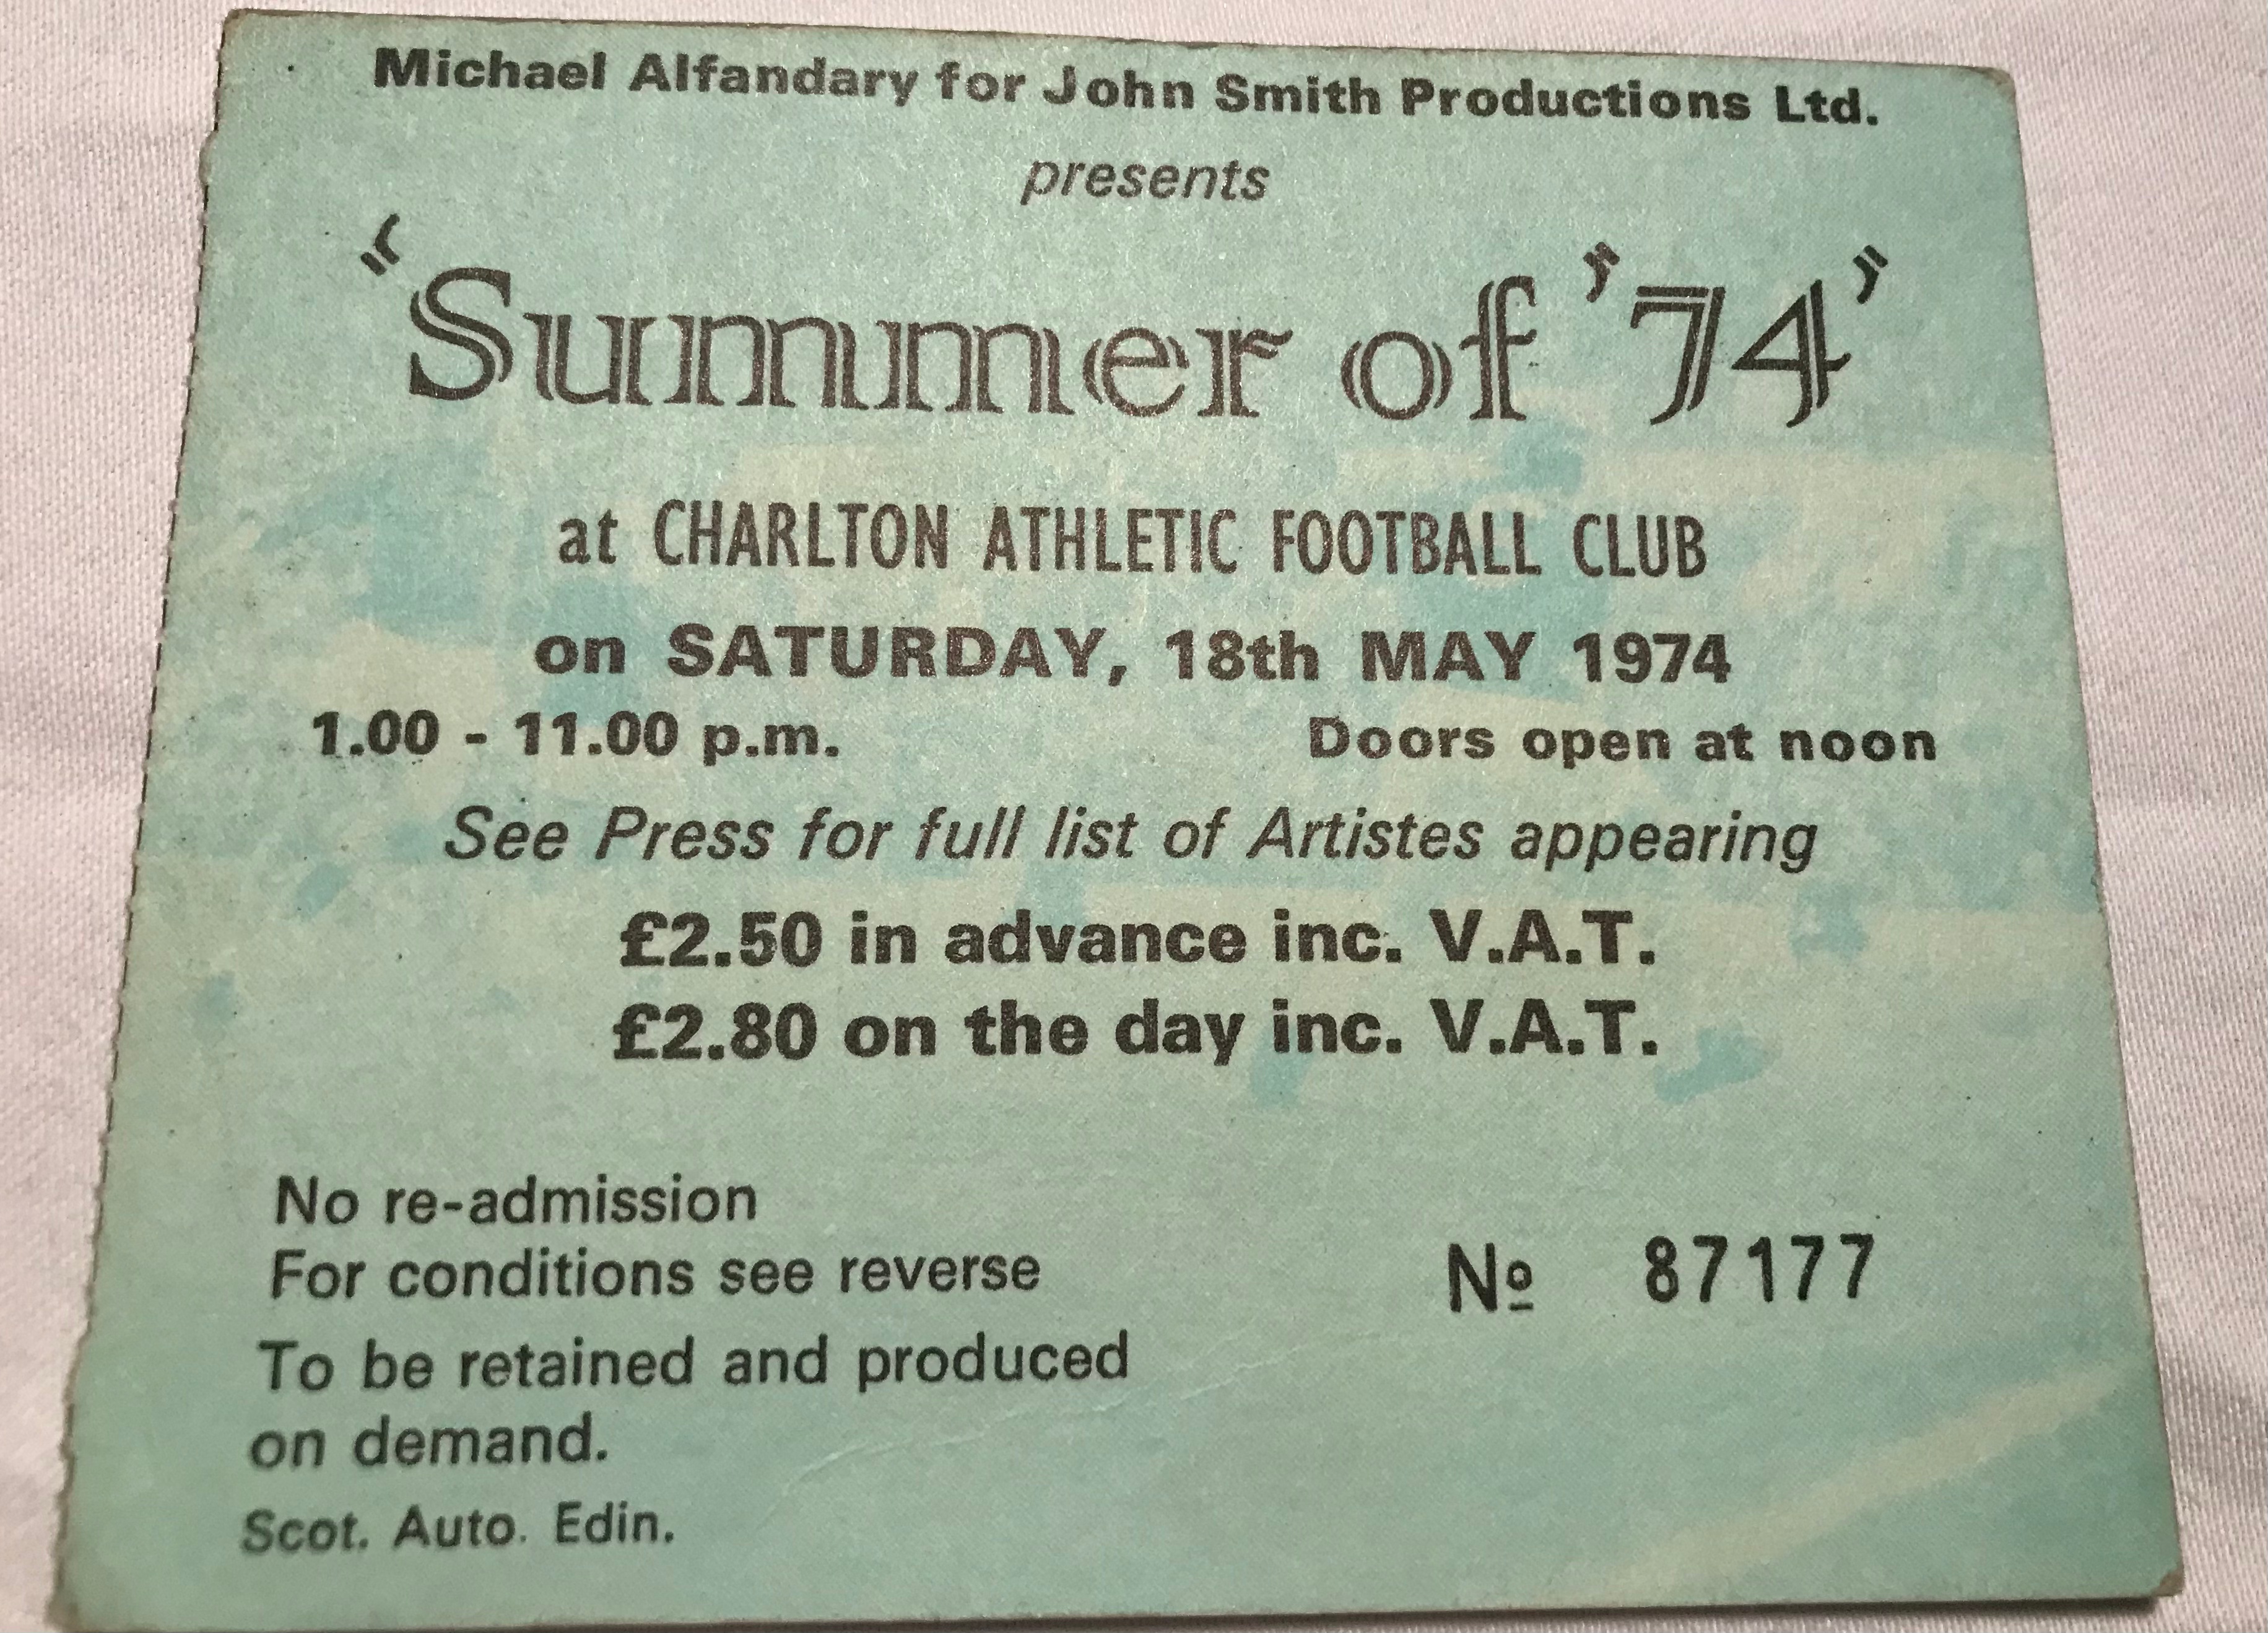 Michael Alfandary for John Smith Productions Ltd.
presents
"Summer of '74"
at CHARLTON ATHLETIC FOOTBALL CLUB
on SATURDAY, 18th MAY 1974
1.00 - 11.00 p.m. Doors open at noon
See Press for full list of Artistes appearing
£2.50 in advance inc. V.A.T.
£2.80 on the day inc. V.A.T.
No re-admission
For conditions see reverse
Nº 87177
To be retained and produced
on demand.
Scot. Auto. Edin.